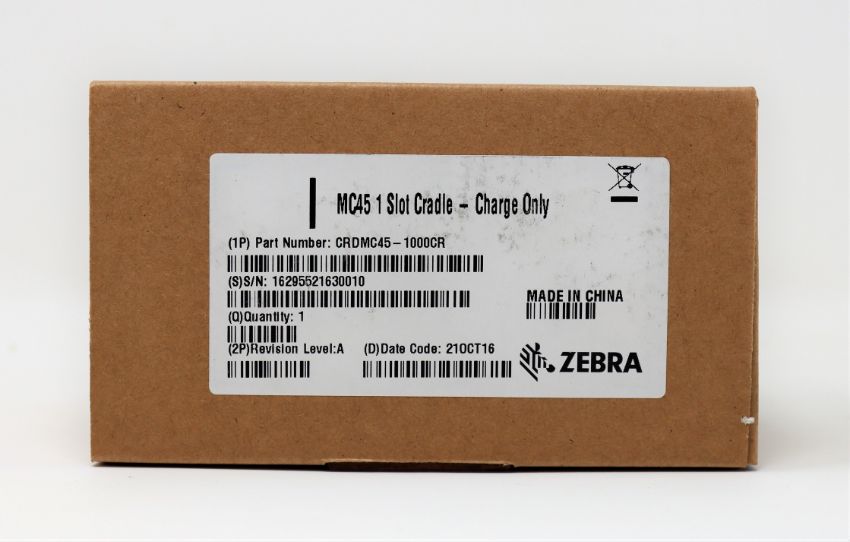 MC45 1 Slot Cradle – Charge Only
(1P) Part Number: CRDMC45-1000CR
(S)S/N: 16295521630010
(Q)Quantity: 1
MADE IN CHINA
(2P)Revision Level:A (D)Date Code: 21OCT16
ZEBRA